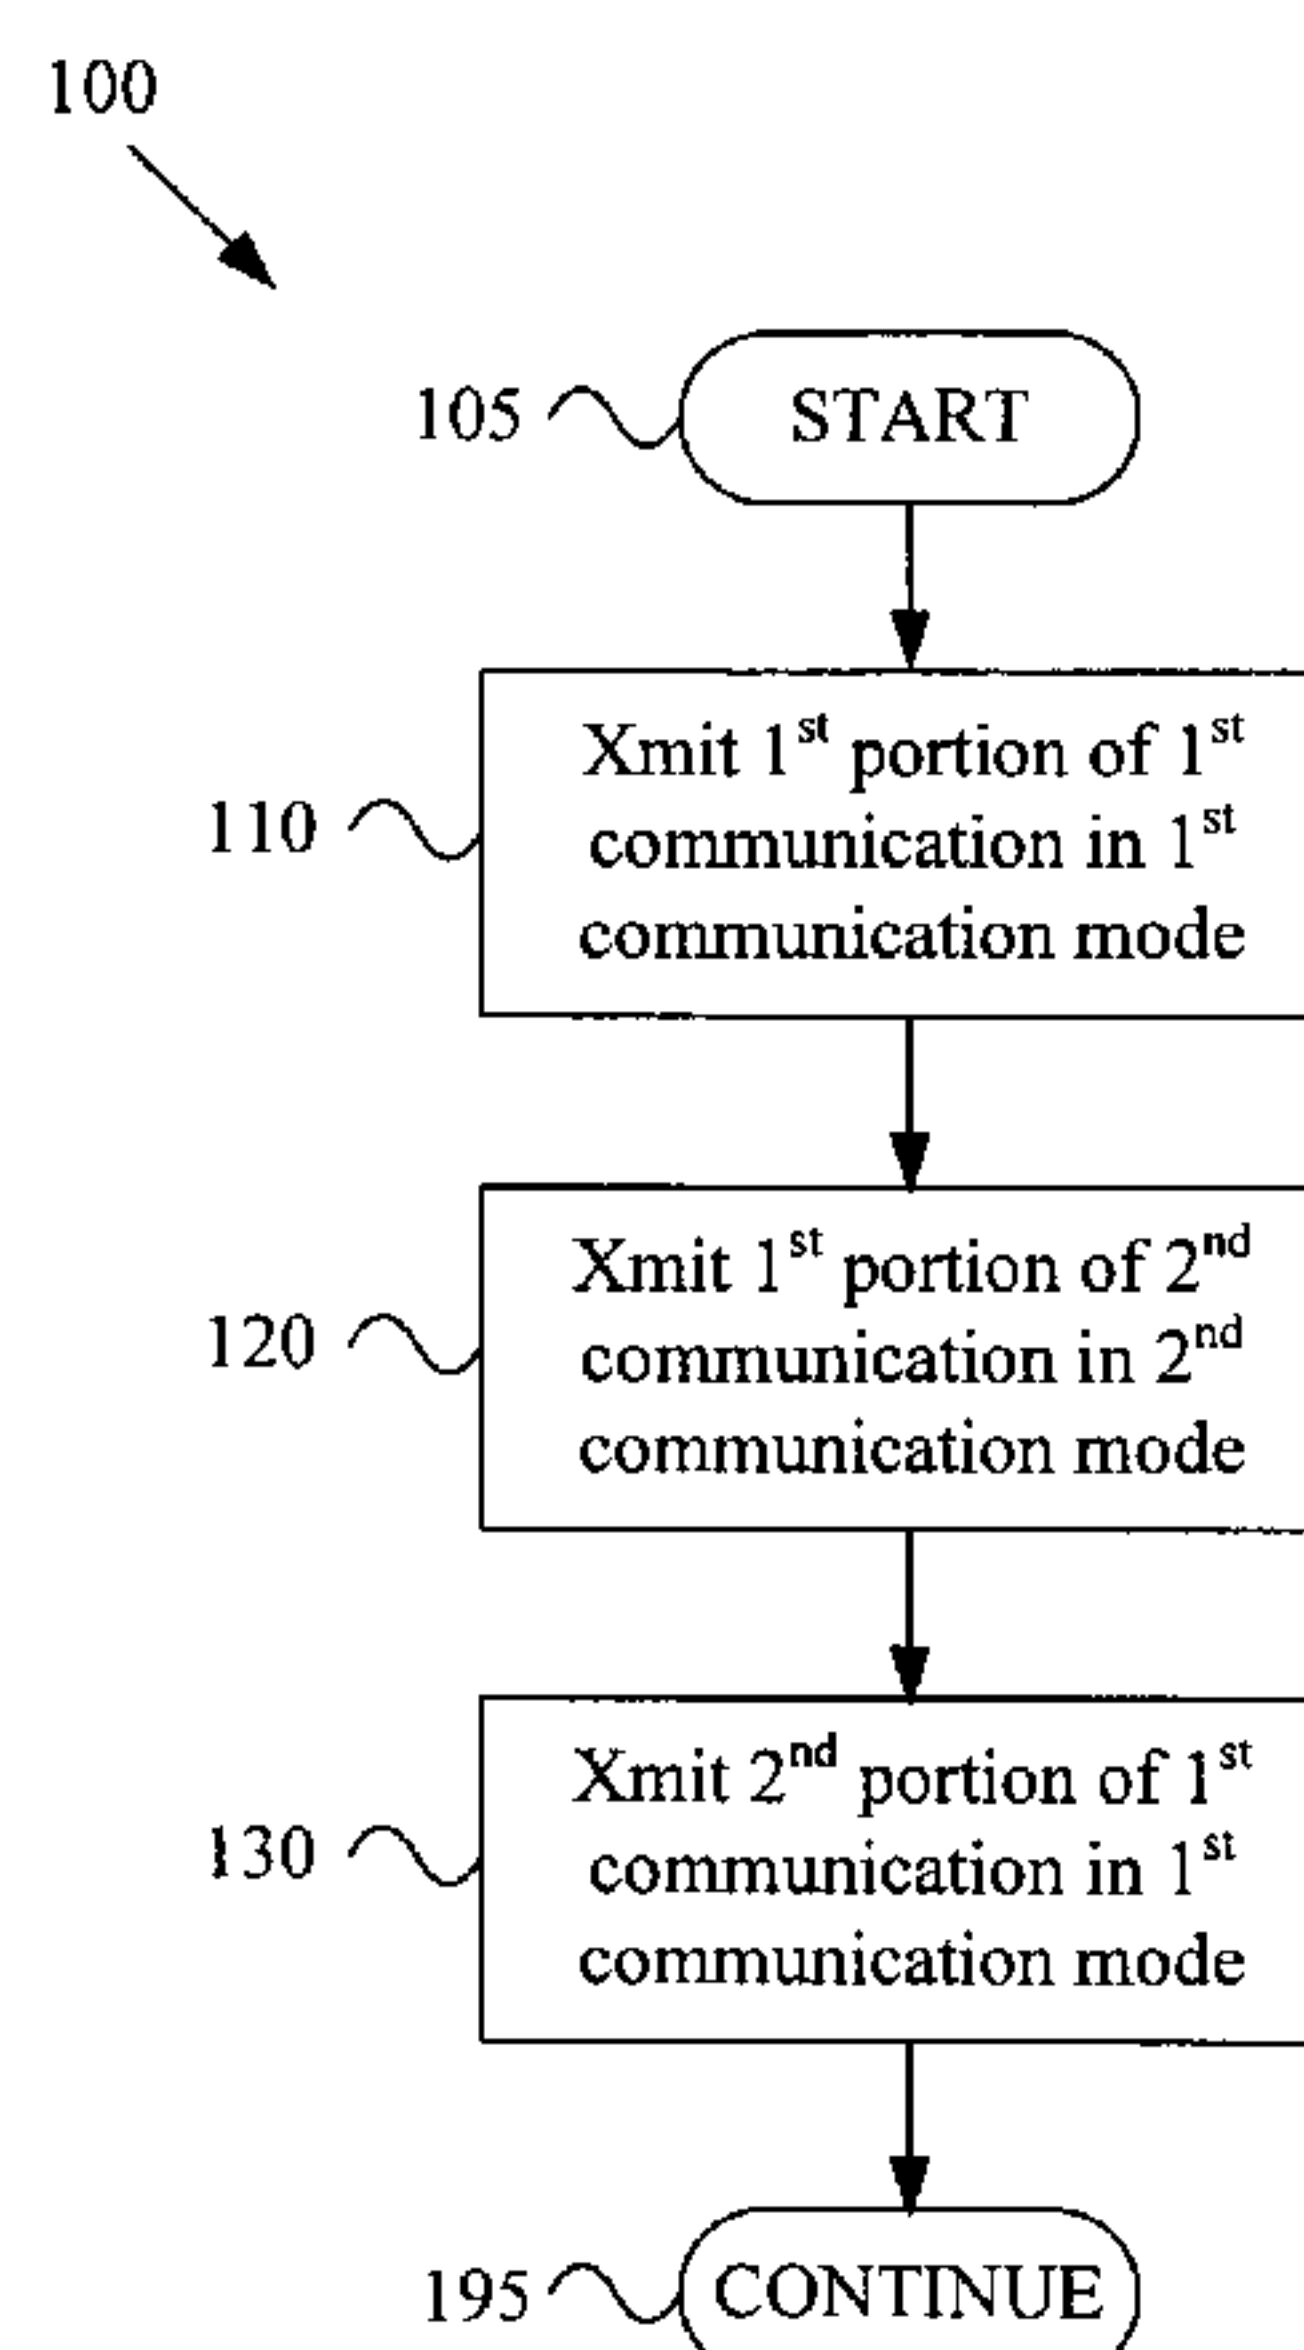 100
105 START
110
Xmit 1st portion of 1st
communication in 1st
communication mode
120
Xmit 1st portion of 2nd
communication in 2nd
communication mode
130
Xmit 2nd portion of 1st
communication in 1st
communication mode
195 CONTINUE